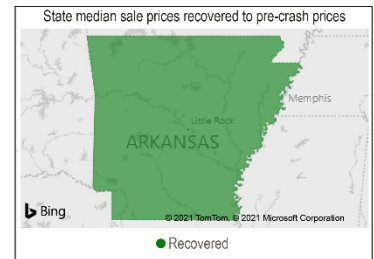 State median sale prices recovered to pre-crash prices
Memphis
Little Rock
ARKANSAS
Bing
© 2021 TomTom, © 2021 Microsoft Corporation
Recovered